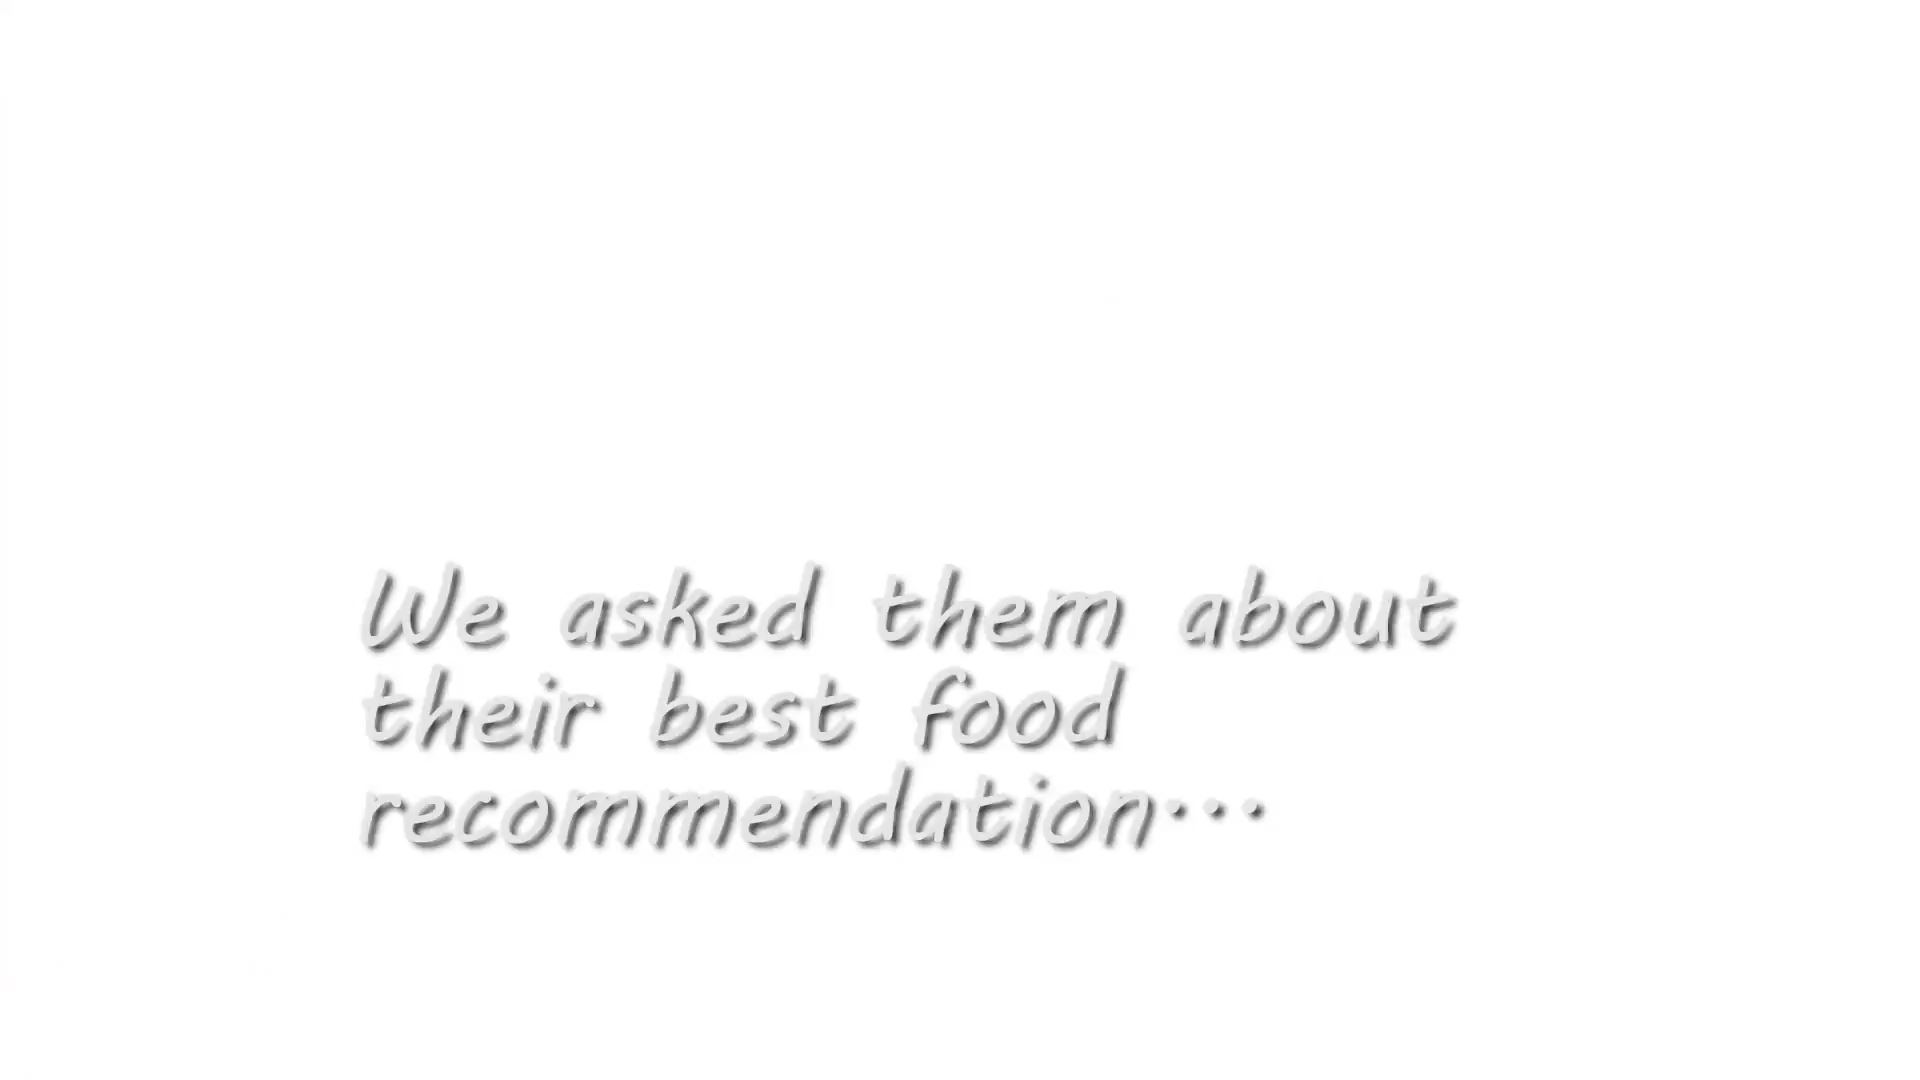 We asked them about
their best food
recommendation…